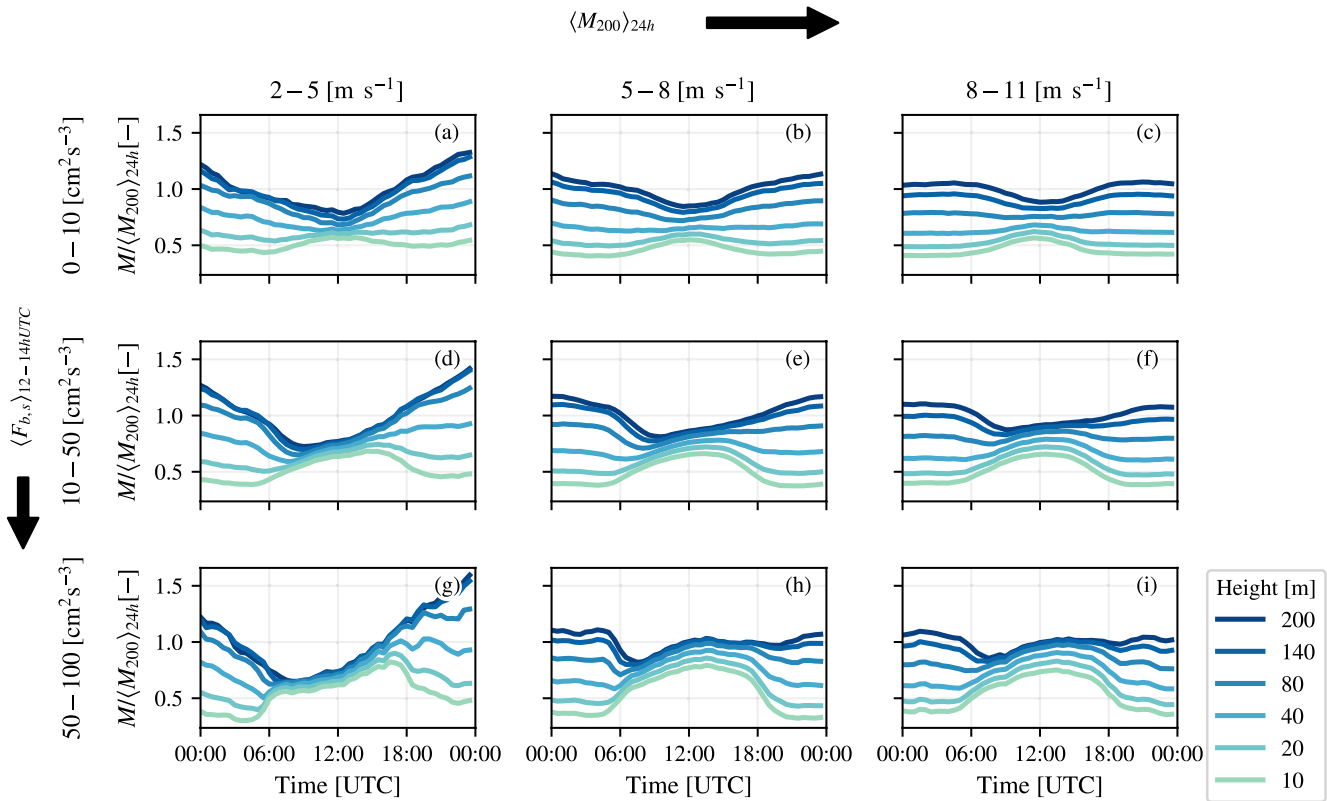 ⟨M₂₀₀⟩₂₄ₕ
2 − 5 [m s⁻¹]
5 − 8 [m s⁻¹]
8 − 11 [m s⁻¹]
⟨F_{b,s}⟩_{12−14hUTC}
0 − 10 [cm²s⁻³]
M/⟨M₂₀₀⟩₂₄ₕ[−]
1.5
1.0
0.5
(a)
(b)
(c)
10 − 50 [cm²s⁻³]
M/⟨M₂₀₀⟩₂₄ₕ[−]
1.5
1.0
0.5
(d)
(e)
(f)
50 − 100 [cm²s⁻³]
M/⟨M₂₀₀⟩₂₄ₕ[−]
1.5
1.0
0.5
(g)
(h)
(i)
00:00 06:00 12:00 18:00 00:00
00:00 06:00 12:00 18:00 00:00
00:00 06:00 12:00 18:00 00:00
Time [UTC]
Time [UTC]
Time [UTC]
Height [m]
200
140
80
40
20
10